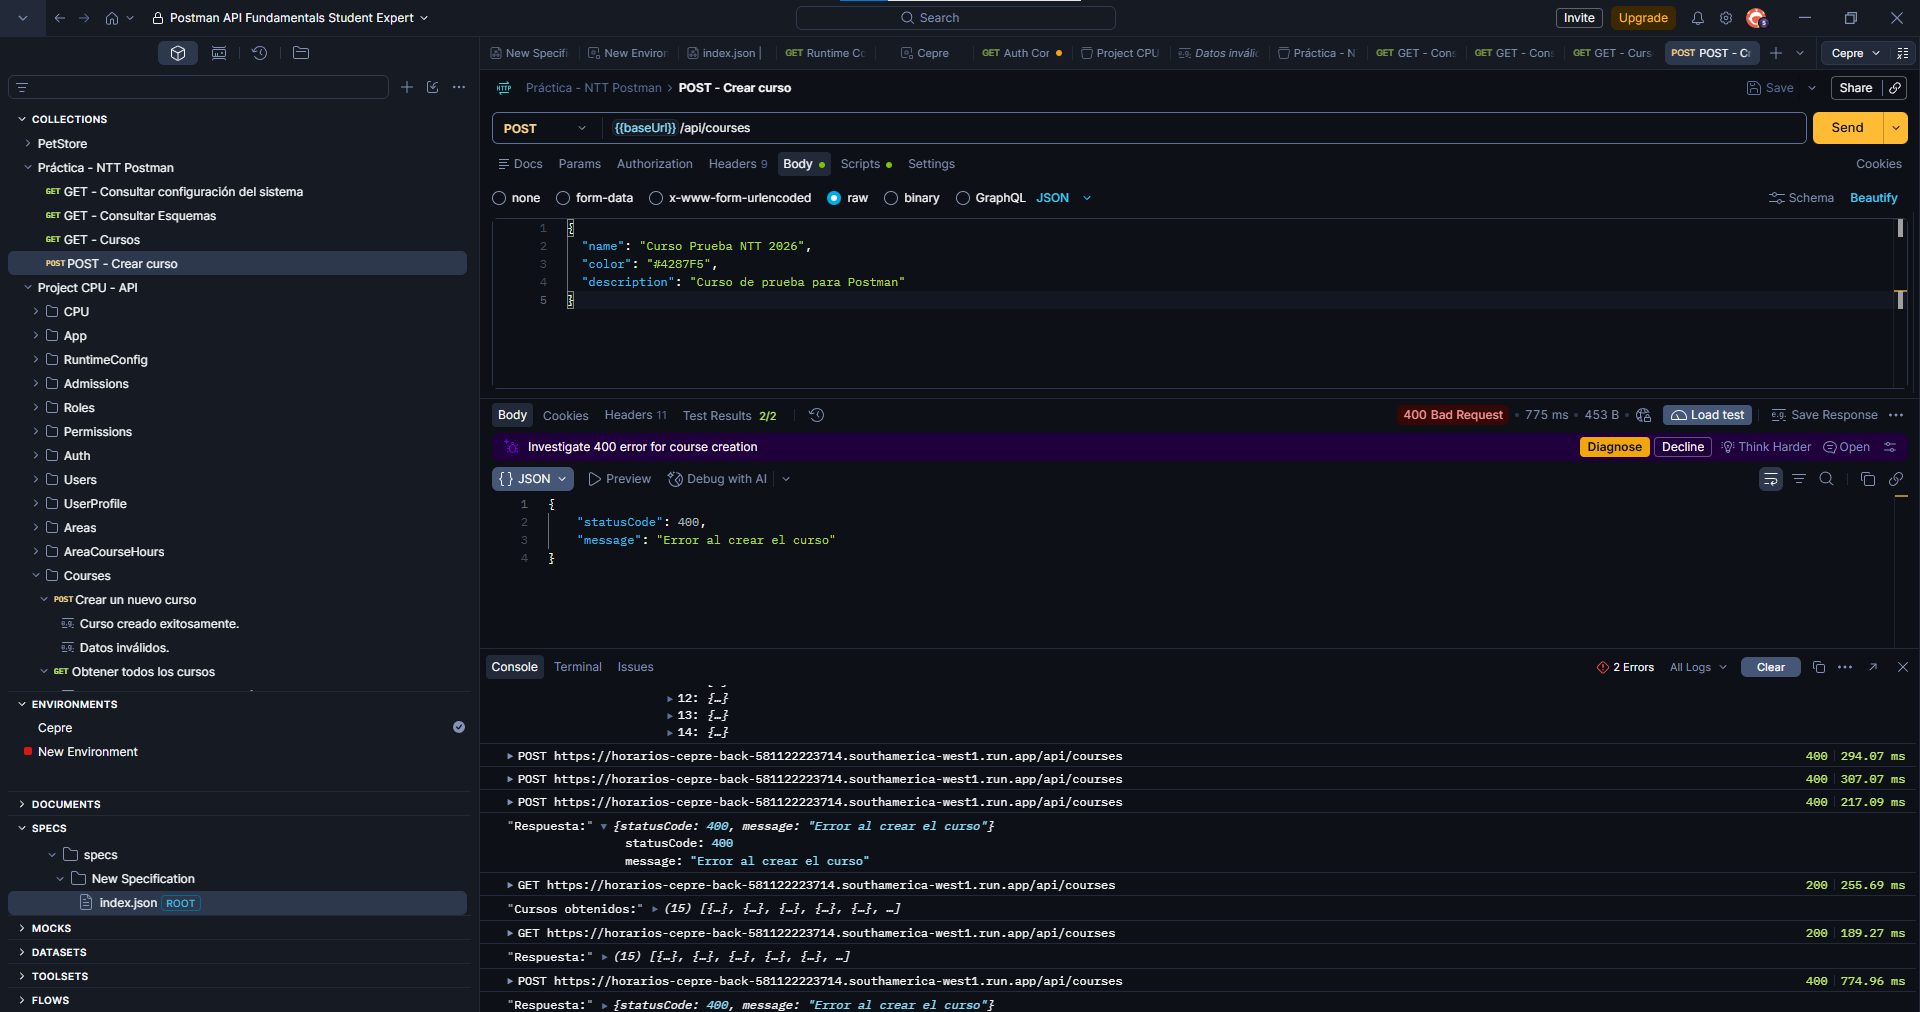 Postman API Fundamentals Student Expert
Search
Invite
Upgrade
New Specifi
New Environ
index.json
GET Runtime Co
Cepre
GET Auth Cor
Project CPU
Datos inváli
Práctica - N
GET GET - Cons
GET GET - Con
GET GET - Curs
POST POST - C
Cepre
COLLECTIONS
PetStore
Práctica - NTT Postman
GET GET - Consultar configuración del sistema
GET GET - Consultar Esquemas
GET GET - Cursos
POST POST - Crear curso
Project CPU - API
CPU
App
RuntimeConfig
Admissions
Roles
Permissions
Auth
Users
UserProfile
Areas
AreaCourseHours
Courses
POST Crear un nuevo curso
Curso creado exitosamente.
Datos inválidos.
GET Obtener todos los cursos
ENVIRONMENTS
Cepre
New Environment
DOCUMENTS
SPECS
specs
New Specification
index.json ROOT
MOCKS
DATASETS
TOOLSETS
FLOWS
HTTP Práctica - NTT Postman > POST - Crear curso
Save
Share
POST {{baseUrl}} /api/courses
Send
Docs Params Authorization Headers 9 Body Scripts Settings
Cookies
none form-data x-www-form-urlencoded raw binary GraphQL JSON
Schema Beautify
1 {
2 "name": "Curso Prueba NTT 2026",
3 "color": "#4287F5",
4 "description": "Curso de prueba para Postman"
5 }
Body Cookies Headers 11 Test Results 2/2
400 Bad Request • 775 ms • 453 B
Load test
e.g. Save Response
Investigate 400 error for course creation
Diagnose Decline Think Harder Open
{} JSON Preview Debug with AI
1 {
2 "statusCode": 400,
3 "message": "Error al crear el curso"
4 }
Console Terminal Issues
2 Errors All Logs Clear
12: {…}
13: {…}
14: {…}
POST https://horarios-cepre-back-581122223714.southamerica-west1.run.app/api/courses 400 294.07 ms
POST https://horarios-cepre-back-581122223714.southamerica-west1.run.app/api/courses 400 307.07 ms
POST https://horarios-cepre-back-581122223714.southamerica-west1.run.app/api/courses 400 217.09 ms
"Respuesta:" {statusCode: 400, message: "Error al crear el curso"}
statusCode: 400
message: "Error al crear el curso"
GET https://horarios-cepre-back-581122223714.southamerica-west1.run.app/api/courses 200 255.69 ms
"Cursos obtenidos:" (15) [{…}, {…}, {…}, {…}, {…}, …]
GET https://horarios-cepre-back-581122223714.southamerica-west1.run.app/api/courses 200 189.27 ms
"Respuesta:" (15) [{…}, {…}, {…}, {…}, {…}, …]
POST https://horarios-cepre-back-581122223714.southamerica-west1.run.app/api/courses 400 774.96 ms
"Respuesta:" {statusCode: 400, message: "Error al crear el curso"}